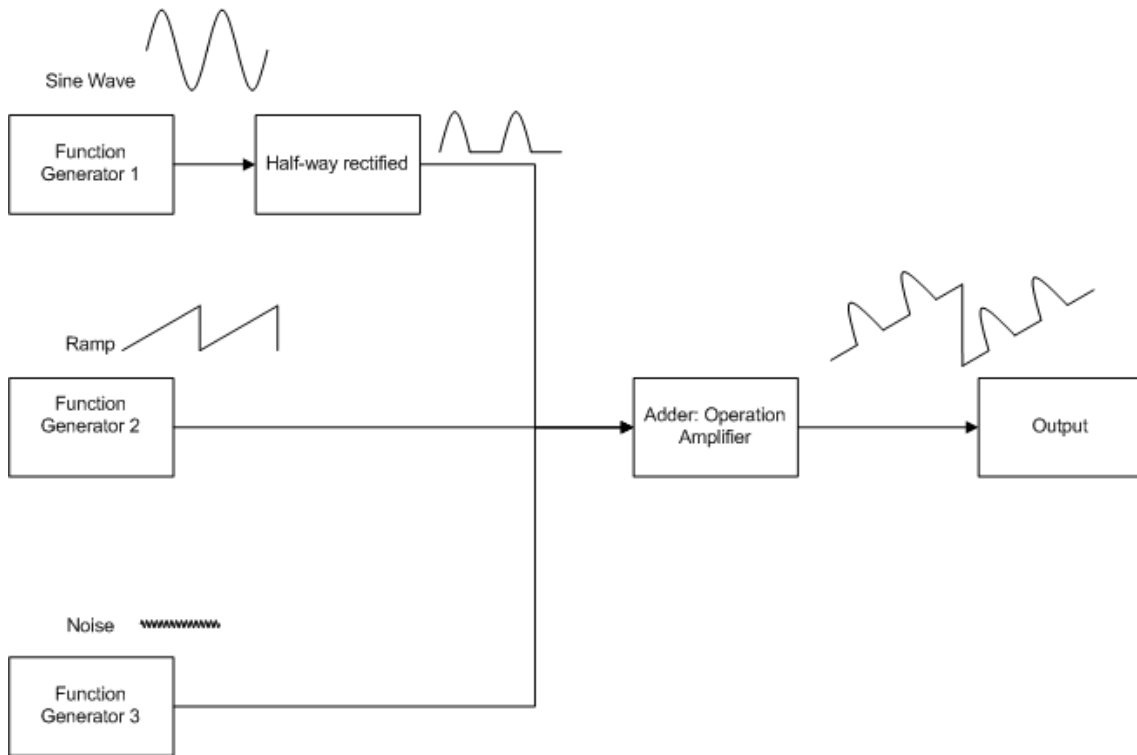 Sine Wave
Function
Generator 1
Half-way rectified
Ramp
Function
Generator 2
Adder: Operation
Amplifier
Output
Noise
Function
Generator 3